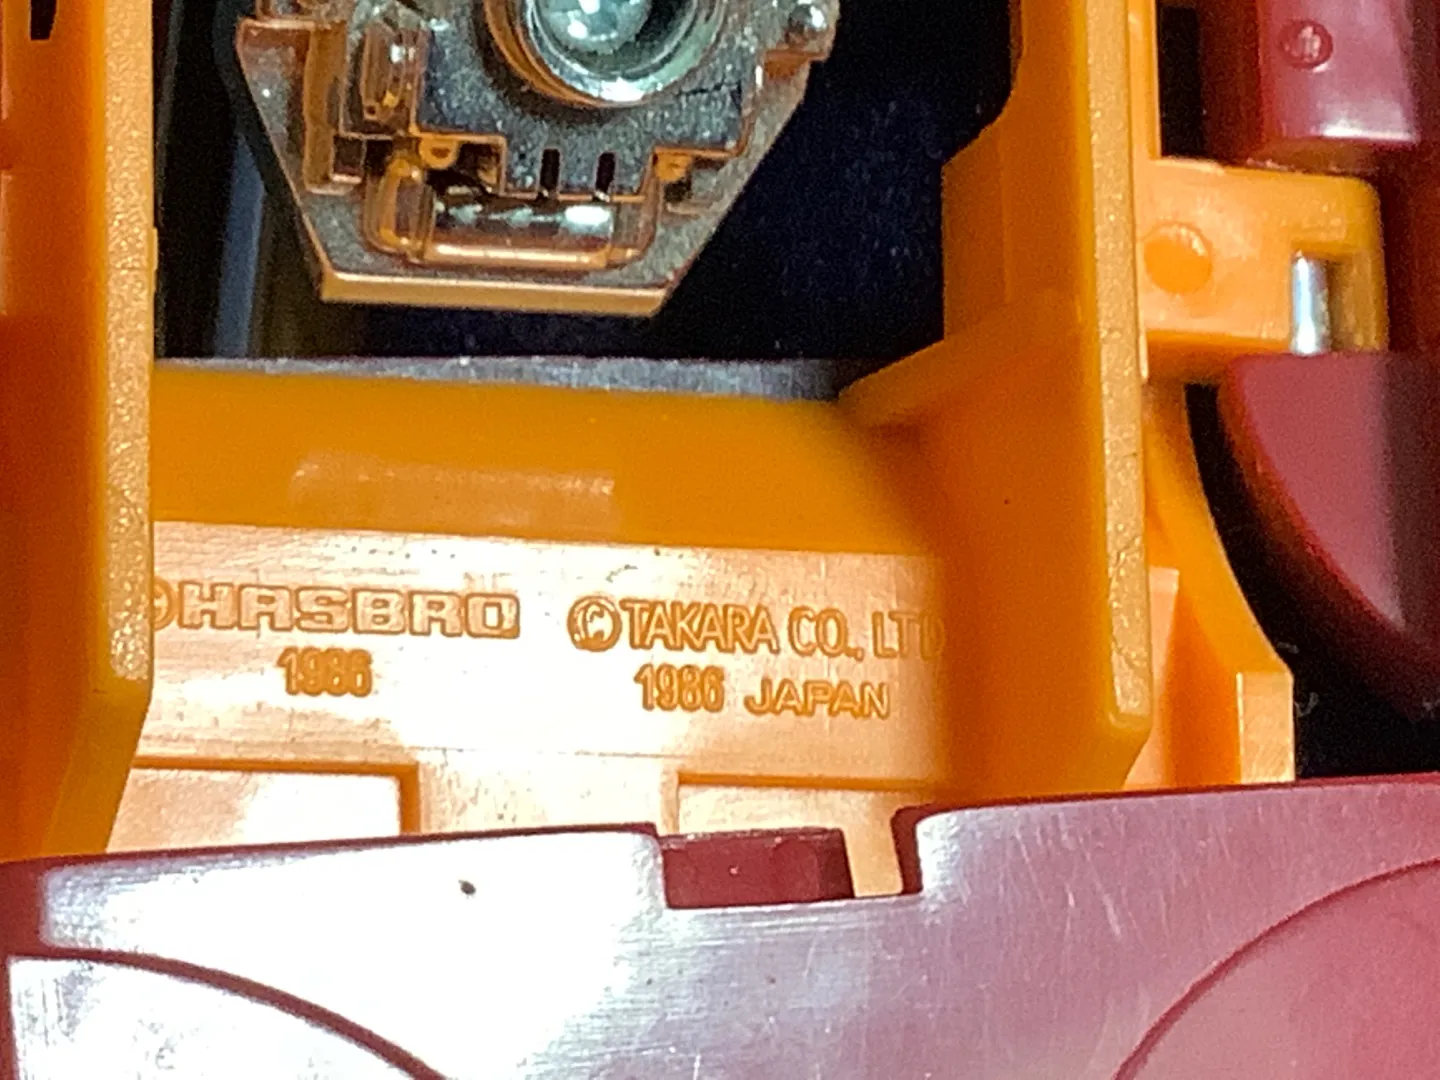 ©HASBRO
1986
©TAKARA CO., LTD
1986 JAPAN